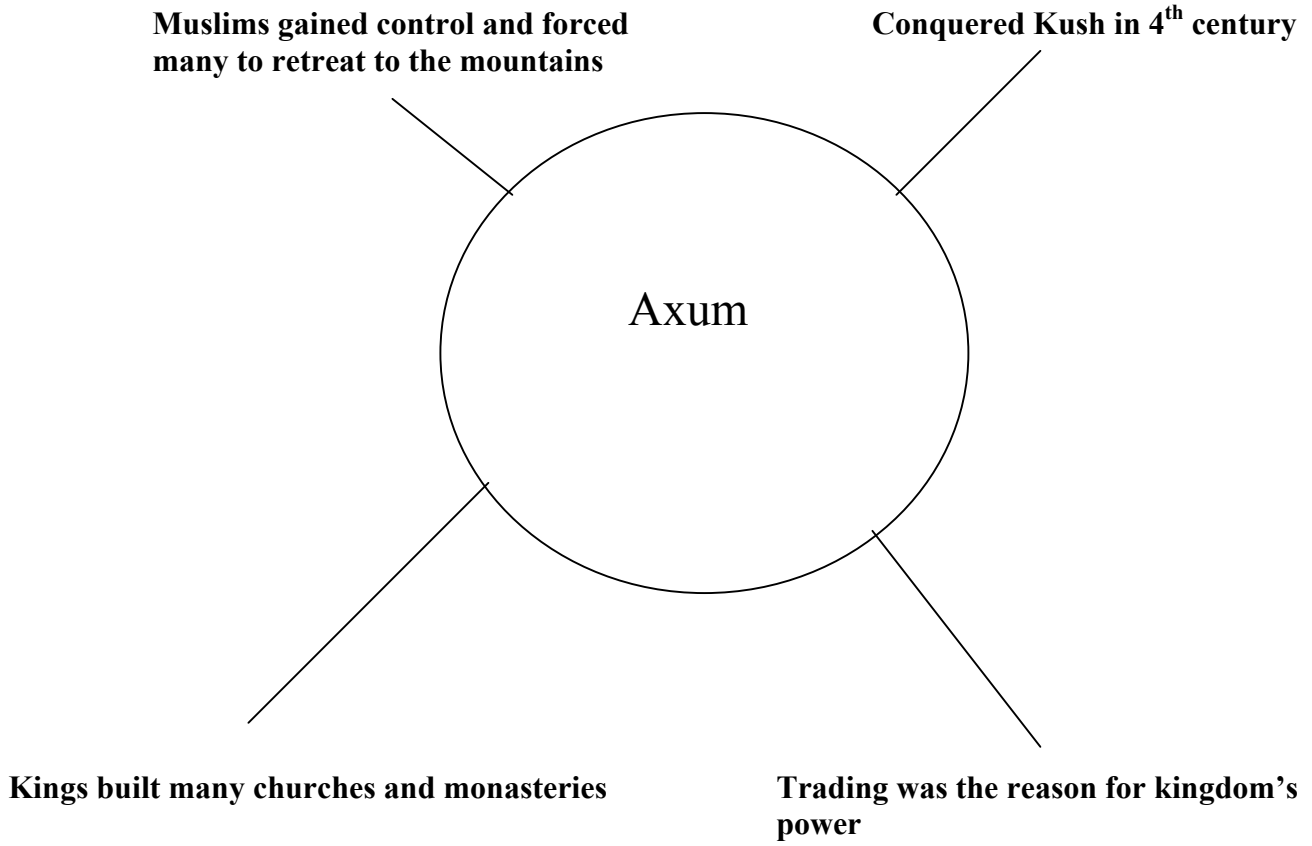 Muslims gained control and forced
many to retreat to the mountains
Conquered Kush in 4th century
Axum
Kings built many churches and monasteries
Trading was the reason for kingdom’s
power